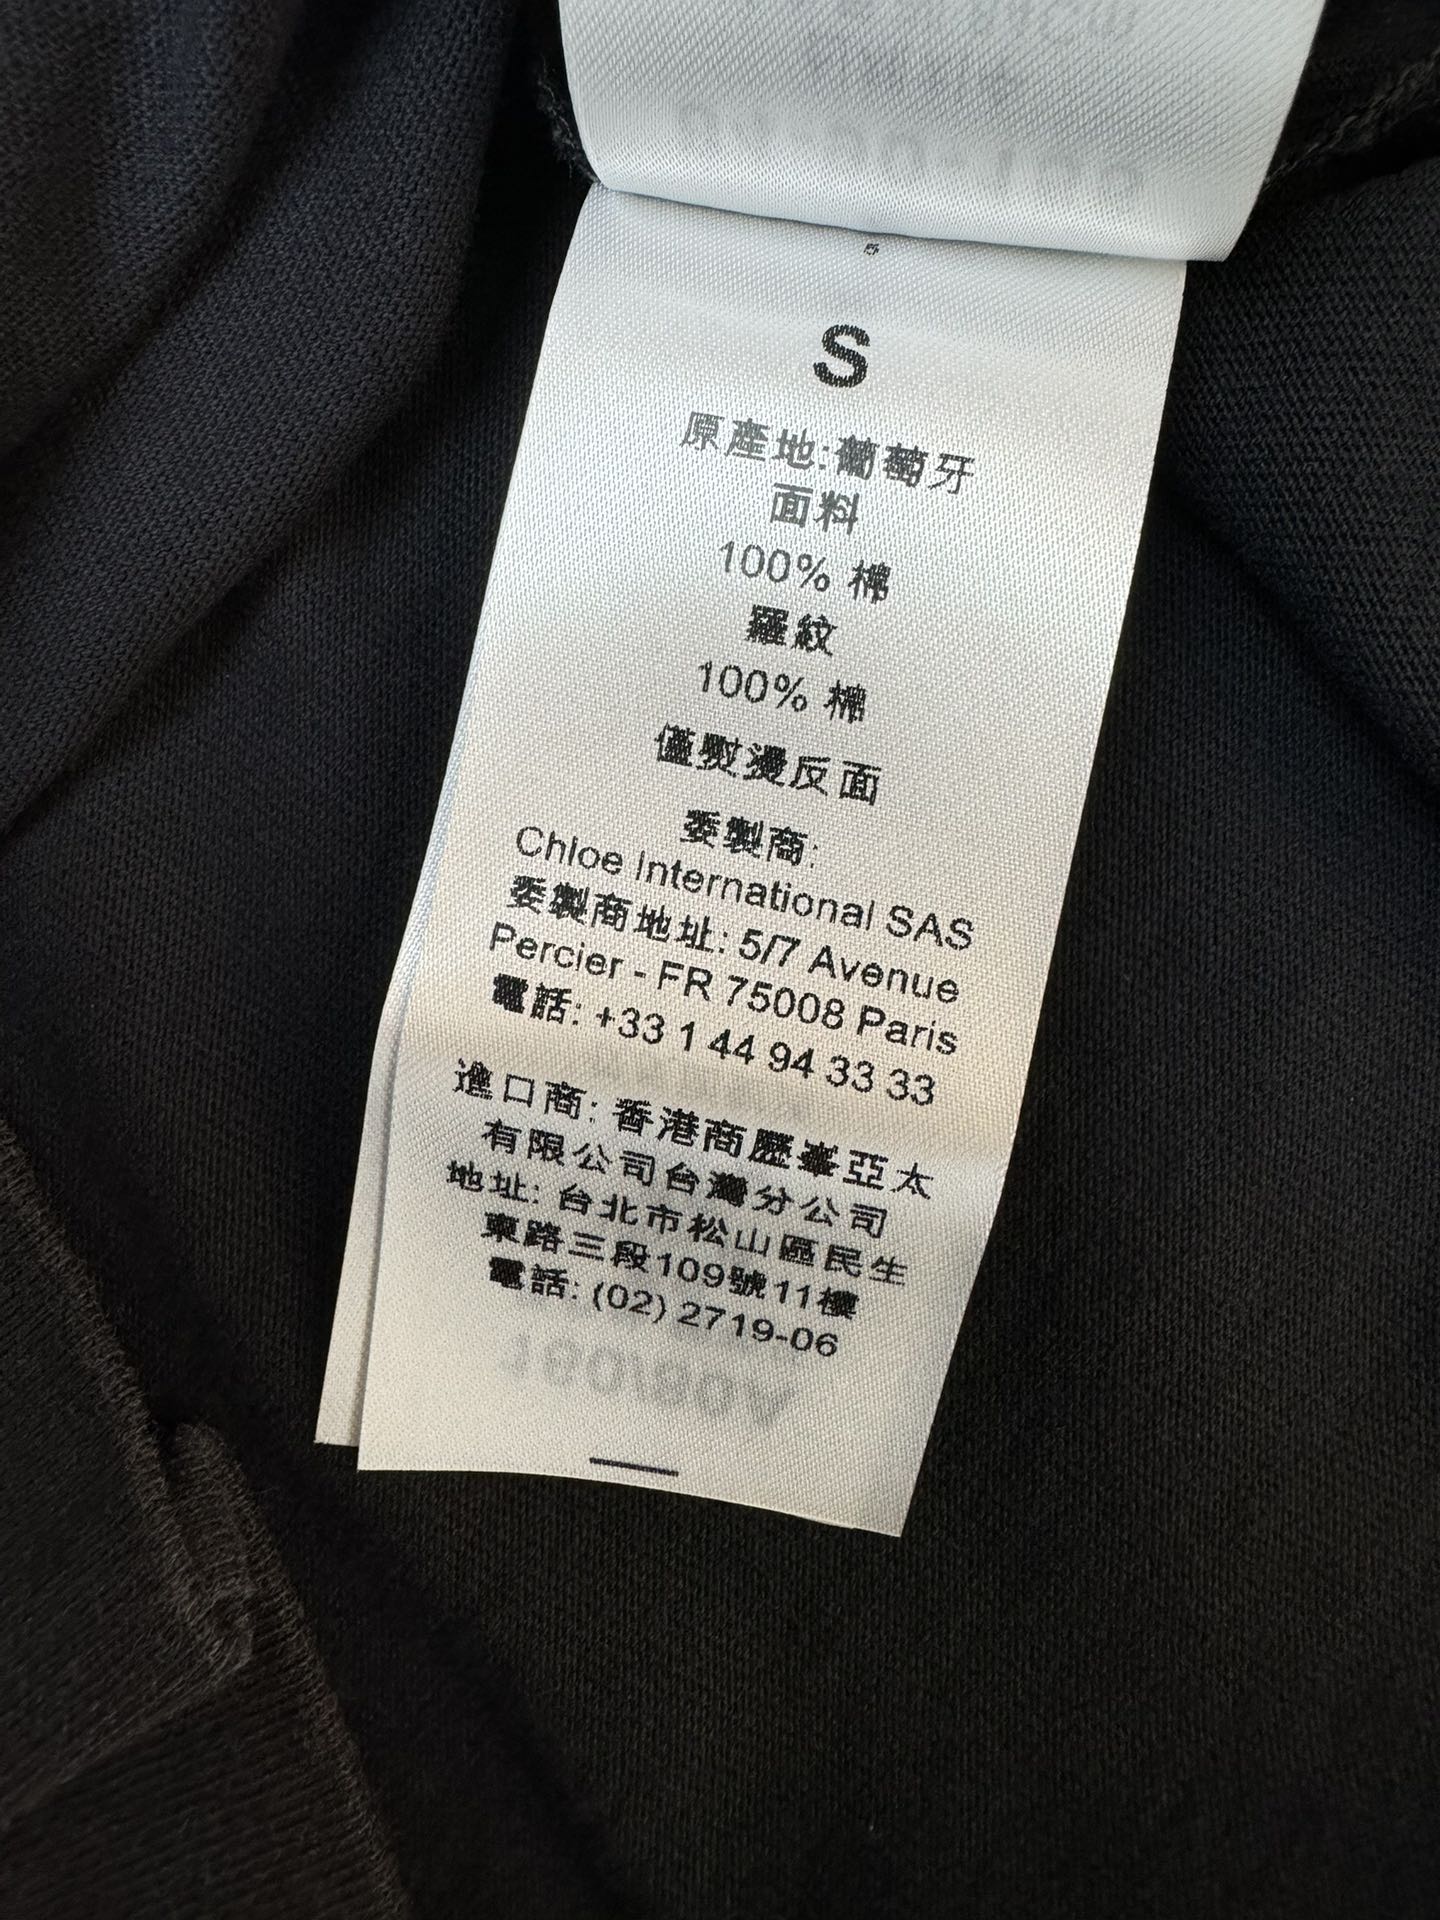 S
原產地:葡萄牙
面料
100% 棉
羅紋
100% 棉
僅熨燙反面
委製商:
Chloe International SAS
委製商地址: 5/7 Avenue
Percier - FR 75008 Paris
電話: +33 1 44 94 33 33
進口商: 香港商歷峯亞太
有限公司台灣分公司
地址: 台北市松山區民生
東路三段109號11樓
電話: (02) 2719-06